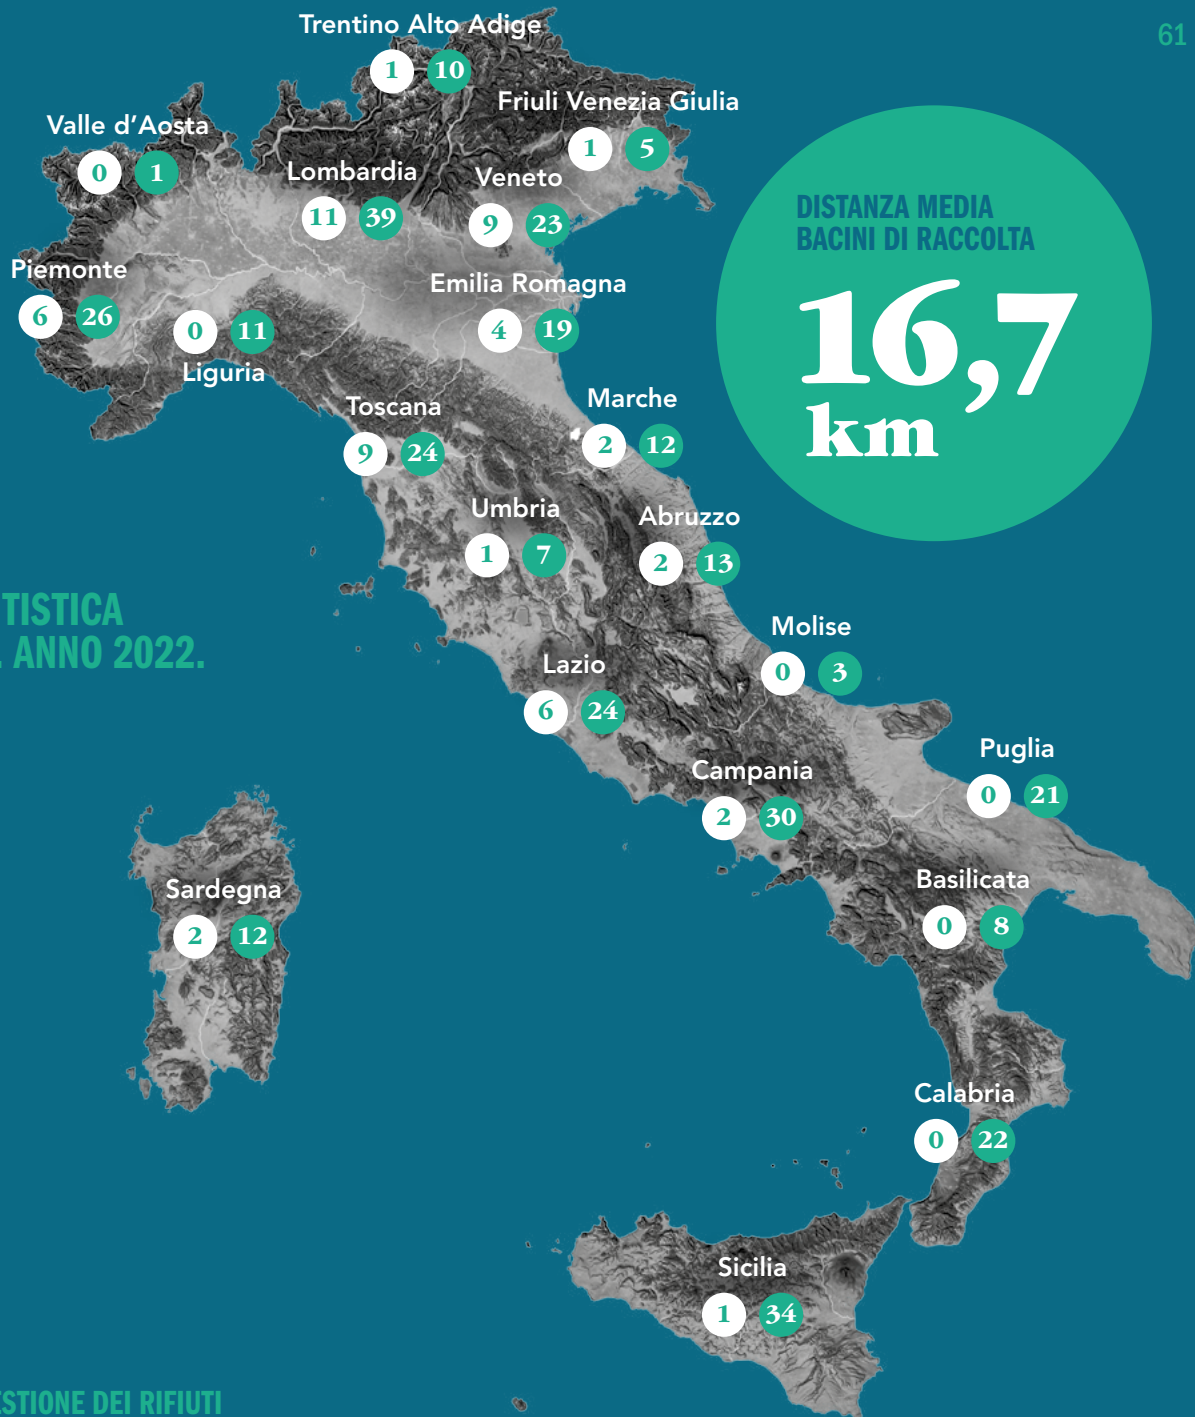 61
Trentino Alto Adige
1 10
Friuli Venezia Giulia
1 5
Valle d’Aosta
0 1
Lombardia
11 39
Veneto
9 23
DISTANZA MEDIA
BACINI DI RACCOLTA
16,7
km
Piemonte
6 26
Emilia Romagna
4 19
0 11
Liguria
Toscana
9 24
Marche
2 12
Umbria
1 7
Abruzzo
2 13
TISTICA
. ANNO 2022.
Molise
0 3
Lazio
6 24
Puglia
0 21
Campania
2 30
Sardegna
2 12
Basilicata
0 8
Calabria
0 22
Sicilia
1 34
ESTIONE DEI RIFIUTI